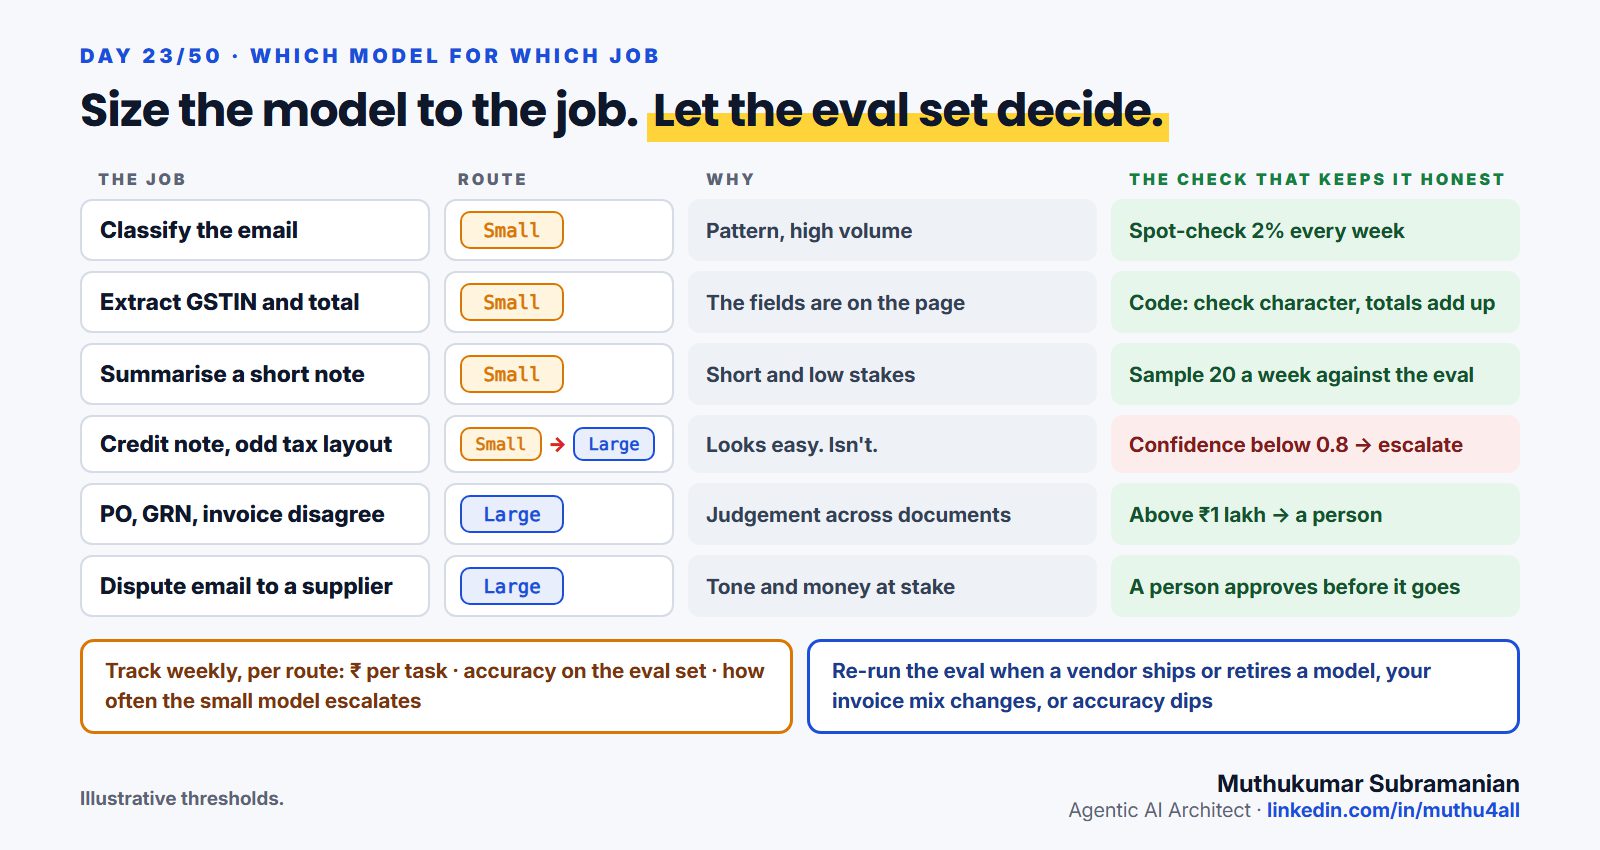 DAY 23/50 · WHICH MODEL FOR WHICH JOB
Size the model to the job. Let the eval set decide.
THE JOB ROUTE WHY THE CHECK THAT KEEPS IT HONEST
Classify the email Small Pattern, high volume Spot-check 2% every week
Extract GSTIN and total Small The fields are on the page Code: check character, totals add up
Summarise a short note Small Short and low stakes Sample 20 a week against the eval
Credit note, odd tax layout Small → Large Looks easy. Isn't. Confidence below 0.8 → escalate
PO, GRN, invoice disagree Large Judgement across documents Above ₹1 lakh → a person
Dispute email to a supplier Large Tone and money at stake A person approves before it goes
Track weekly, per route: ₹ per task · accuracy on the eval set · how
often the small model escalates
Re-run the eval when a vendor ships or retires a model, your
invoice mix changes, or accuracy dips
Illustrative thresholds.
Muthukumar Subramanian
Agentic AI Architect · linkedin.com/in/muthu4all